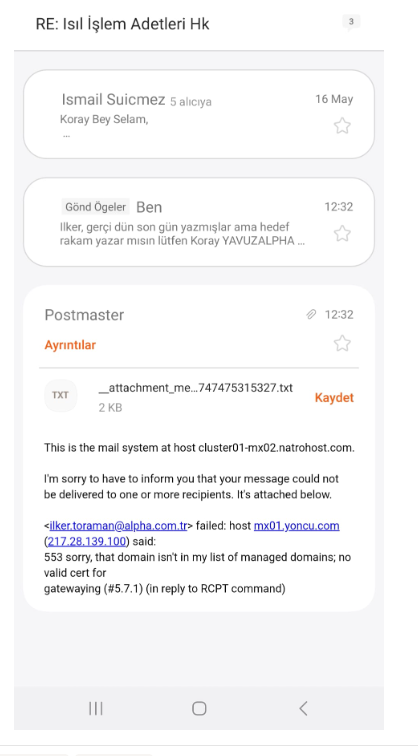 RE: Isıl İşlem Adetleri Hk
3
Ismail Suicmez 5 alıcıya
16 May
Koray Bey Selam,
...
Gönd Ögeler Ben
12:32
Ilker, gerçi dün son gün yazmışlar ama hedef
rakam yazar mısın lütfen Koray YAVUZALPHA ...
Postmaster
12:32
Ayrıntılar
TXT
__attachment_me...747475315327.txt
2 KB
Kaydet
This is the mail system at host cluster01-mx02.natrohost.com.
I'm sorry to have to inform you that your message could not
be delivered to one or more recipients. It's attached below.
<ilker.toraman@alpha.com.tr> failed: host mx01.yoncu.com
(217.28.139.100) said:
553 sorry, that domain isn't in my list of managed domains; no
valid cert for
gatewaying (#5.7.1) (in reply to RCPT command)